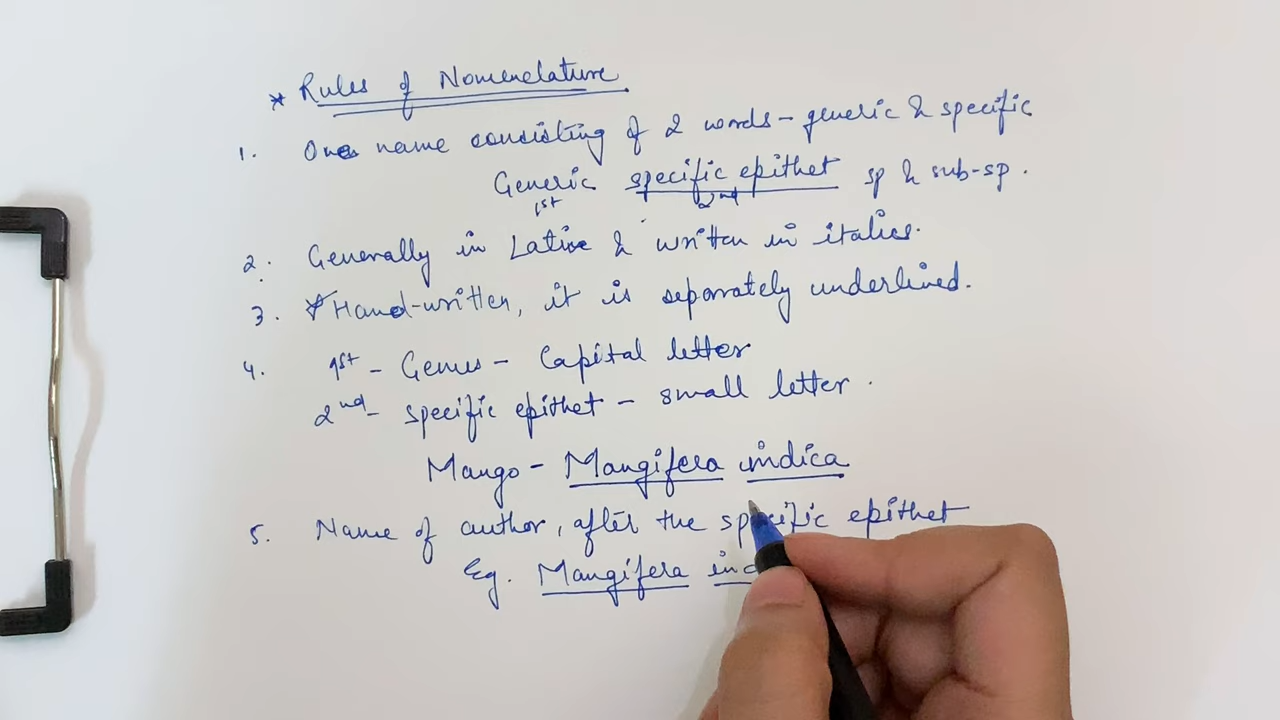 * Rules of Nomenclature
1. One name consisting of 2 words - generic & specific
Generic specific epithet sp & sub-sp.
1st 2nd
2. Generally in Latin & written in italics.
3. Hand-written, it is separately underlined.
4. 1st - Genus - Capital letter
2nd - specific epithet - small letter.
Mango - Mangifera indica
5. Name of author, after the specific epithet
Eg. Mangifera ind